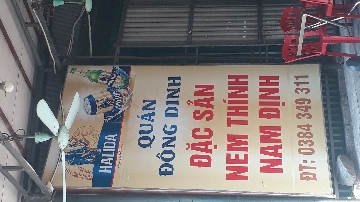 HALIDA
QUÁN
ĐÔNG DINH
ĐẶC SẢN
NEM THÍNH
NAM ĐỊNH
ĐT: 0384 349 311